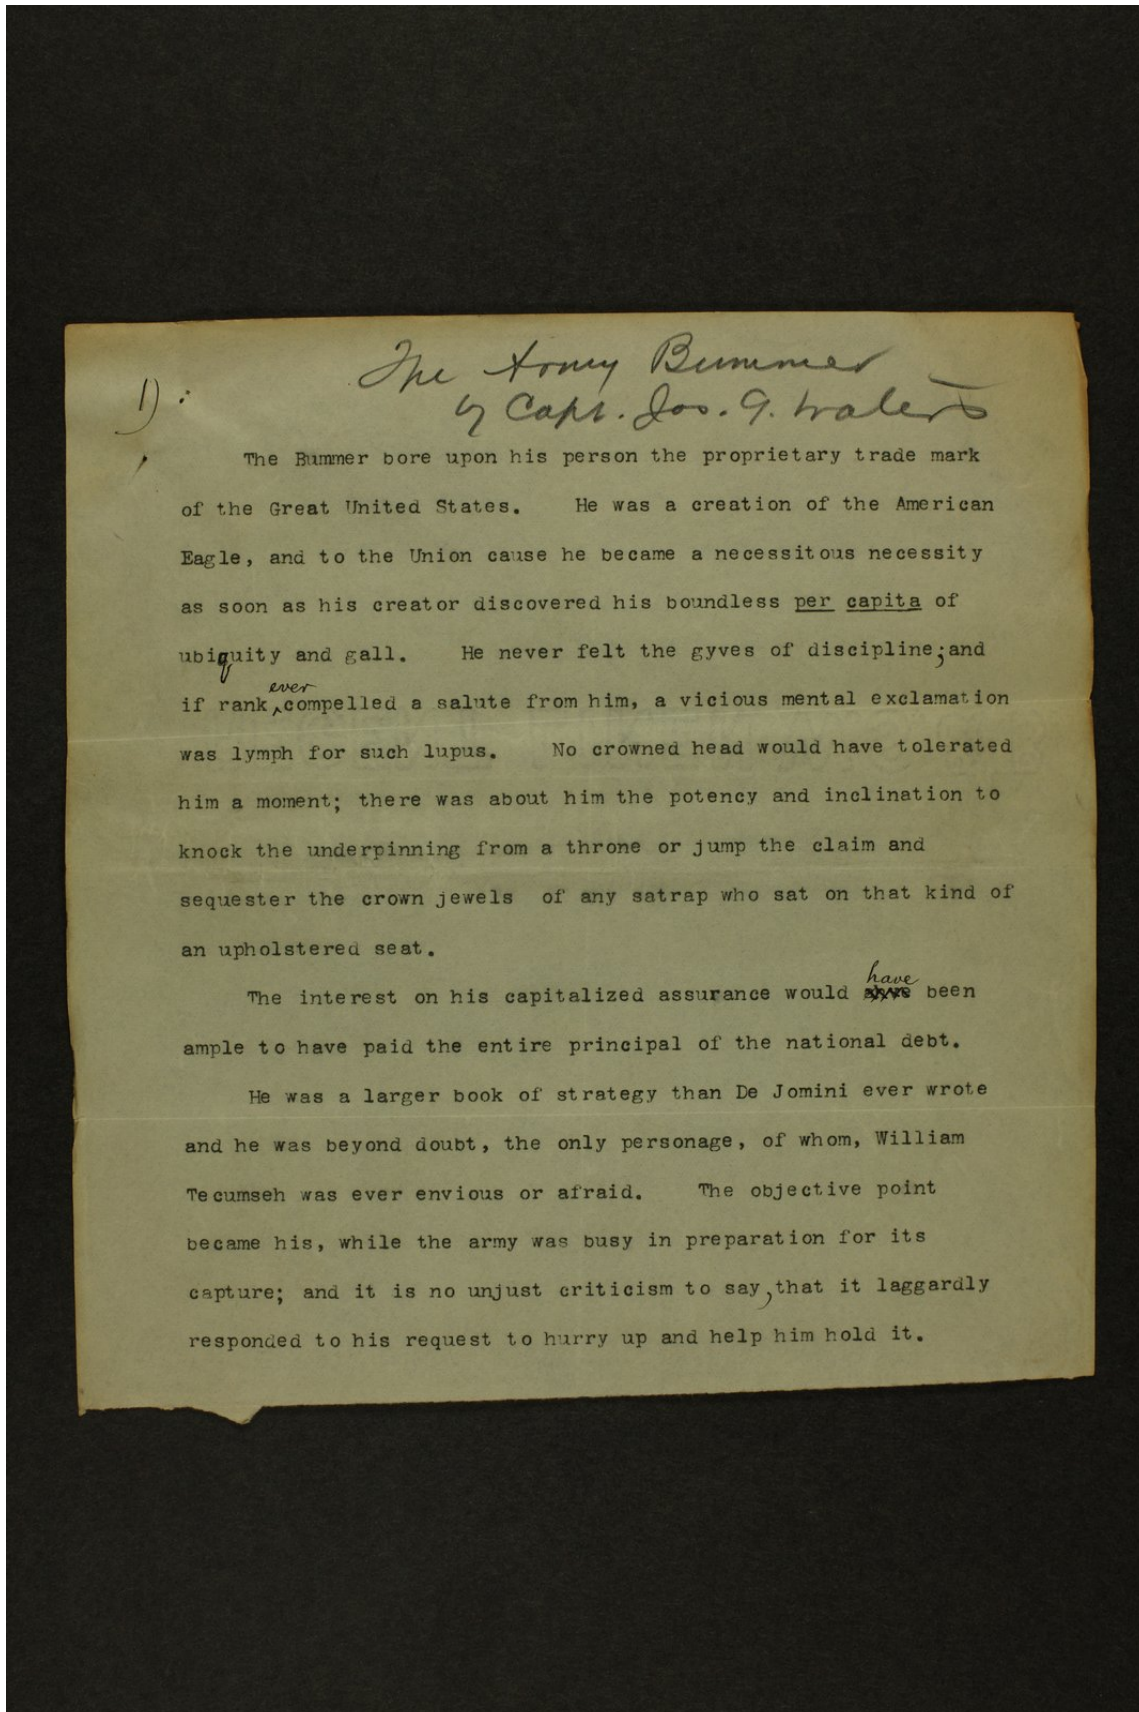 The Army Bummer
by Capt. Jos. G. Waters
1) :
The Bummer bore upon his person the proprietary trade mark
of the Great United States. He was a creation of the American
Eagle, and to the Union cause he became a necessitous necessity
as soon as his creator discovered his boundless per capita of
ubiquity and gall. He never felt the gyves of discipline; and
if rank ever compelled a salute from him, a vicious mental exclamation
was lymph for such lupus. No crowned head would have tolerated
him a moment; there was about him the potency and inclination to
knock the underpinning from a throne or jump the claim and
sequester the crown jewels of any satrap who sat on that kind of
an upholstered seat.
The interest on his capitalized assurance would have been
ample to have paid the entire principal of the national debt.
He was a larger book of strategy than De Jomini ever wrote
and he was beyond doubt, the only personage, of whom, William
Tecumseh was ever envious or afraid. The objective point
became his, while the army was busy in preparation for its
capture; and it is no unjust criticism to say, that it laggardly
responded to his request to hurry up and help him hold it.